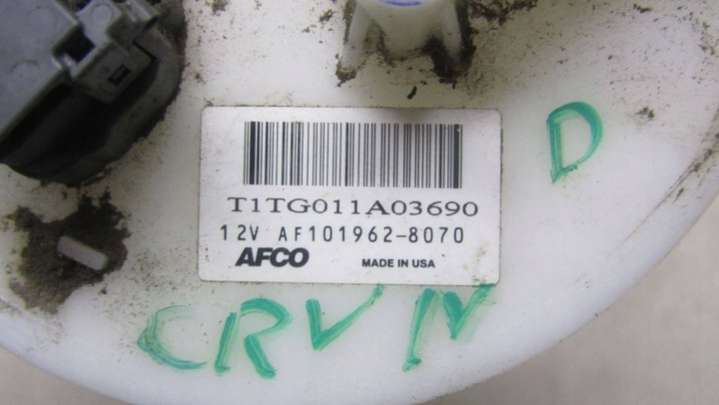 D
T1TG011A03690
12V AF101962-8070
AFCO MADE IN USA
CRV N